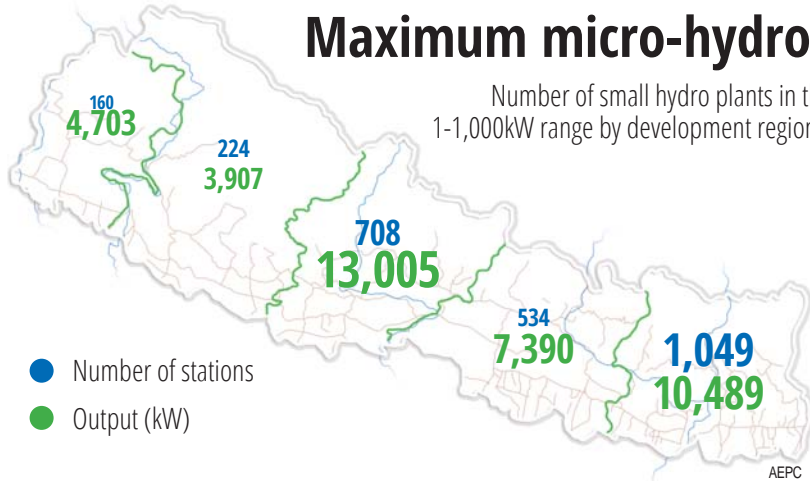 Maximum micro-hydro
Number of small hydro plants in t
1-1,000kW range by development region
160
4,703
224
3,907
708
13,005
534
7,390
1,049
10,489
Number of stations
Output (kW)
AEPC